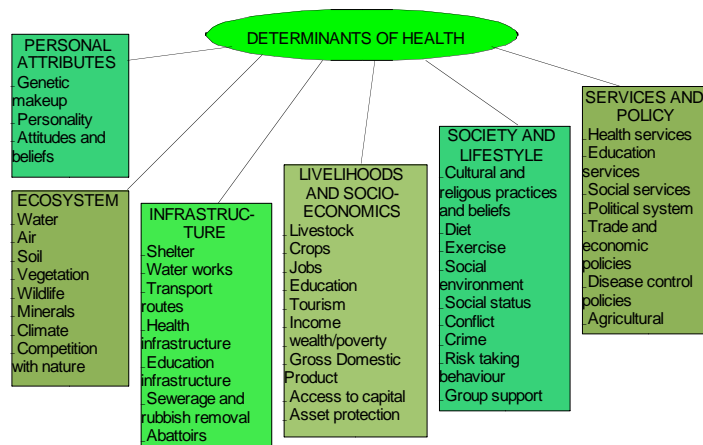 DETERMINANTS OF HEALTH
PERSONAL
ATTRIBUTES
Genetic
makeup
Personality
Attitudes and
beliefs
ECOSYSTEM
Water
Air
Soil
Vegetation
Wildlife
Minerals
Climate
Competition
with nature
INFRASTRUC-
TURE
Shelter
Water works
Transport
routes
Health
infrastructure
Education
infrastructure
Sewerage and
rubbish removal
Abattoirs
LIVELIHOODS
AND SOCIO-
ECONOMICS
Livestock
Crops
Jobs
Education
Tourism
Income
wealth/poverty
Gross Domestic
Product
Access to capital
Asset protection
SOCIETY AND
LIFESTYLE
Cultural and
religous practices
and beliefs
Diet
Exercise
Social
environment
Social status
Conflict
Crime
Risk taking
behaviour
Group support
SERVICES AND
POLICY
Health services
Education
services
Social services
Political system
Trade and
economic
policies
Disease control
policies
Agricultural